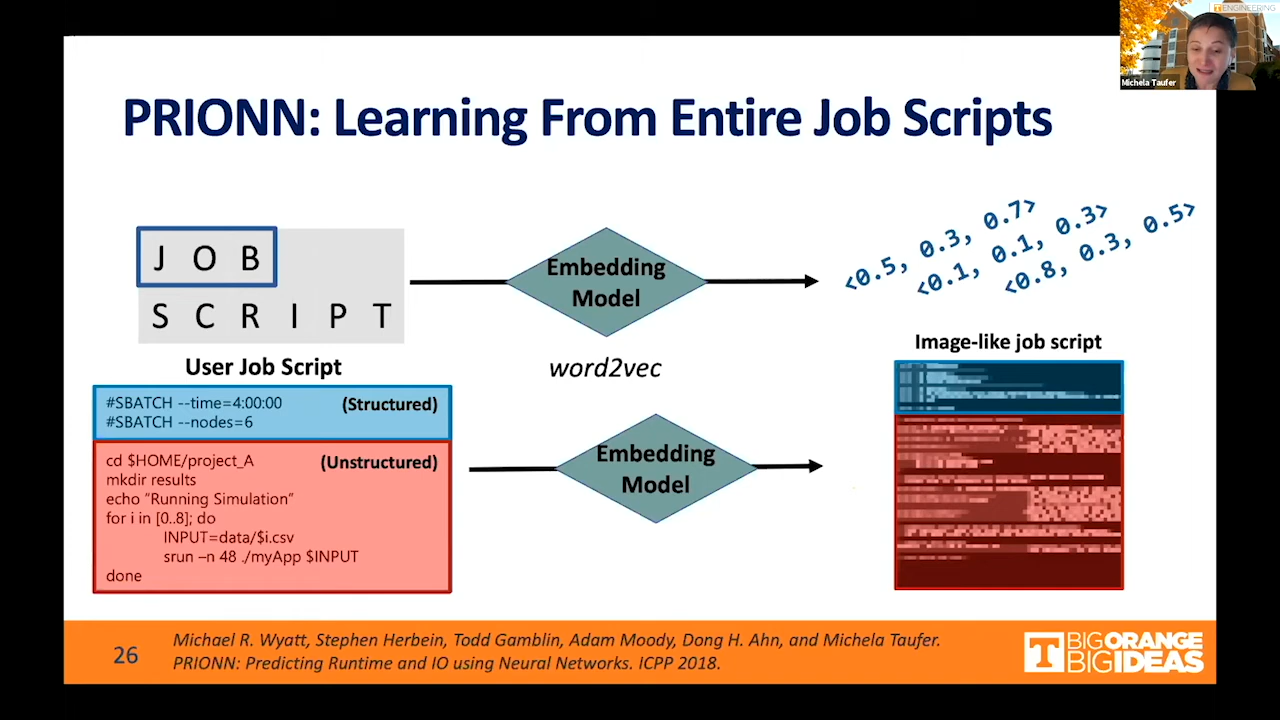 ENGINEERING
Michela Taufer
PRIONN: Learning From Entire Job Scripts
J O B
S C R I P T
Embedding
Model
<0.5, 0.3, 0.7>
<0.1, 0.1, 0.3>
<0.8, 0.3, 0.5>
User Job Script
word2vec
Image-like job script
#SBATCH --time=4:00:00 (Structured)
#SBATCH --nodes=6
cd $HOME/project_A (Unstructured)
mkdir results
echo “Running Simulation”
for i in [0..8]; do
INPUT=data/$i.csv
srun –n 48 ./myApp $INPUT
done
Embedding
Model
26
Michael R. Wyatt, Stephen Herbein, Todd Gamblin, Adam Moody, Dong H. Ahn, and Michela Taufer.
PRIONN: Predicting Runtime and IO using Neural Networks. ICPP 2018.
T BIGORANGE
BIGIDEAS